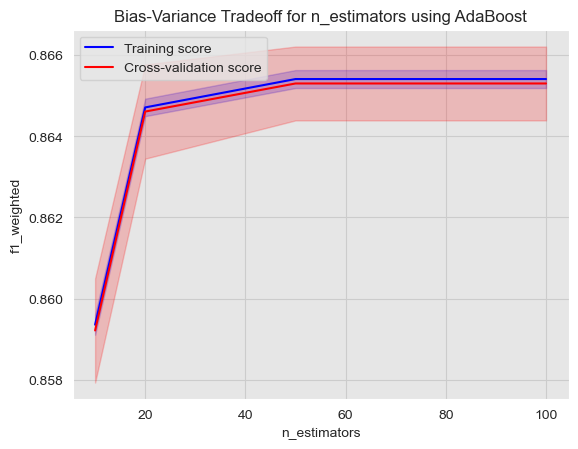 Bias-Variance Tradeoff for n_estimators using AdaBoost
Training score
Cross-validation score
0.866
0.864
0.862
0.860
0.858
f1_weighted
20
40
60
80
100
n_estimators